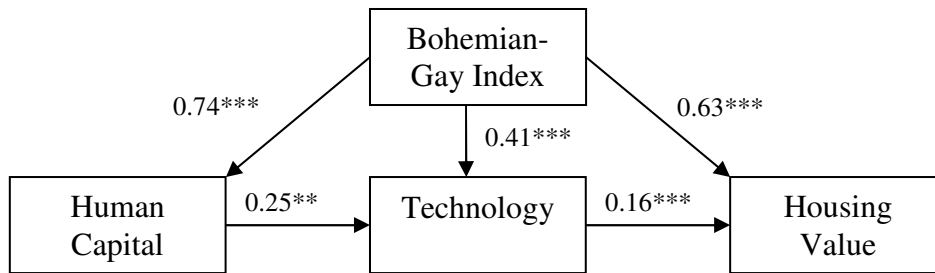 Bohemian-
Gay Index
0.74***
0.63***
0.41***
Human
Capital
0.25**
Technology
0.16***
Housing
Value